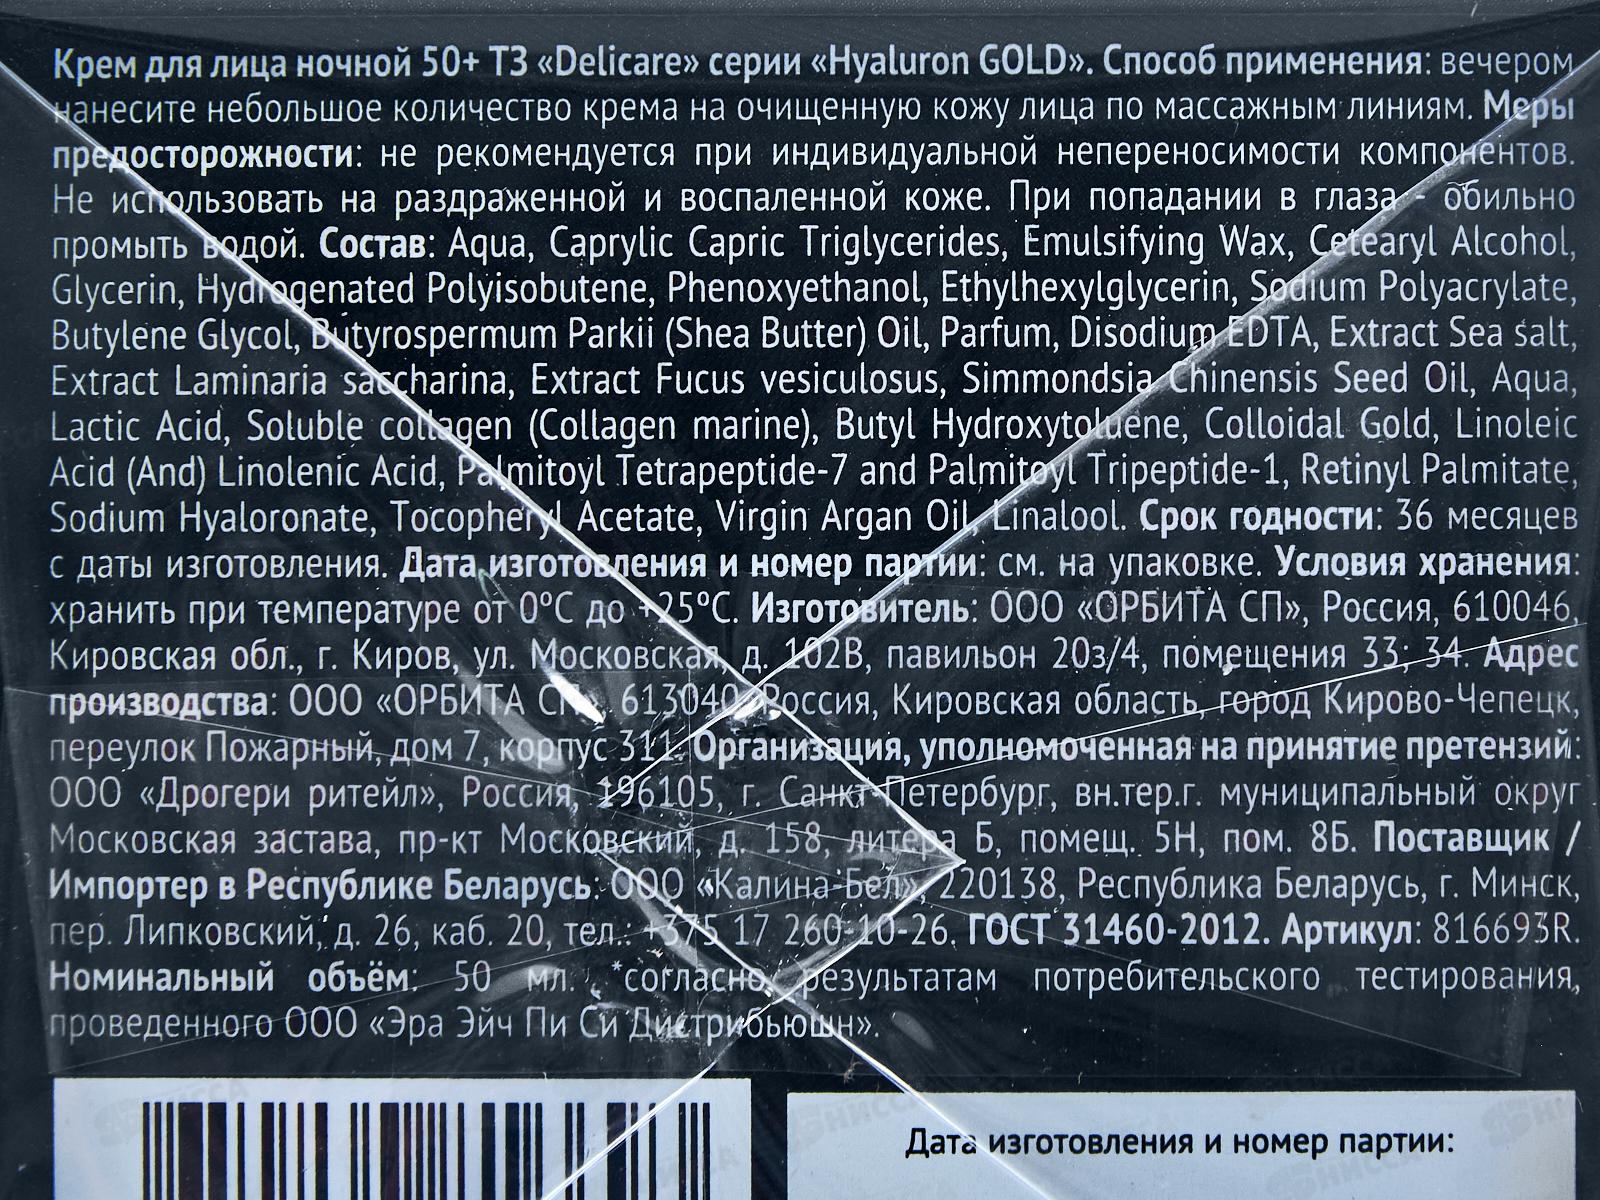 Крем для лица ночной 50+ ТЗ «Delicare» серии «Hyaluron GOLD». Способ применения: вечером
нанесите небольшое количество крема на очищенную кожу лица по массажным линиям. Меры
предосторожности: не рекомендуется при индивидуальной непереносимости компонентов.
Не использовать на раздраженной и воспаленной коже. При попадании в глаза - обильно
промыть водой. Состав: Aqua, Caprylic Capric Triglycerides, Emulsifying Wax, Cetearyl Alcohol,
Glycerin, Hydrogenated Polyisobutene, Phenoxyethanol, Ethylhexylglycerin, Sodium Polyacrylate,
Butylene Glycol, Butyrospermum Parkii (Shea Butter) Oil, Parfum, Disodium EDTA, Extract Sea salt,
Extract Laminaria saccharina, Extract Fucus vesiculosus, Simmondsia Chinensis Seed Oil, Aqua,
Lactic Acid, Soluble collagen (Collagen marine), Butyl Hydroxytoluene, Colloidal Gold, Linoleic
Acid (And) Linolenic Acid, Palmitoyl Tetrapeptide-7 and Palmitoyl Tripeptide-1, Retinyl Palmitate,
Sodium Hyaloronate, Tocopheryl Acetate, Virgin Argan Oil, Linalool. Срок годности: 36 месяцев
с даты изготовления. Дата изготовления и номер партии: см. на упаковке. Условия хранения:
хранить при температуре от 0°С до +25°С. Изготовитель: ООО «ОРБИТА СП», Россия, 610046,
Кировская обл., г. Киров, ул. Московская, д. 102В, павильон 20з/4, помещения 33; 34. Адрес
производства: ООО «ОРБИТА СП», 613040, Россия, Кировская область, город Кирово-Чепецк,
переулок Пожарный, дом 7, корпус 311. Организация, уполномоченная на принятие претензий:
ООО «Дрогери ритейл», Россия, 196105, г. Санкт-Петербург, вн.тер.г. муниципальный округ
Московская застава, пр-кт Московский, д. 158, литера Б, помещ. 5Н, пом. 8Б. Поставщик /
Импортер в Республике Беларусь: ООО «Калина-Бел», 220138, Республика Беларусь, г. Минск,
пер. Липковский, д. 26, каб. 20, тел.: +375 17 260-10-26. ГОСТ 31460-2012. Артикул: 816693R.
Номинальный объём: 50 мл. *согласно результатам потребительского тестирования,
проведенного ООО «Эра Эйч Пи Си Дистрибьюшн».
Дата изготовления и номер партии: